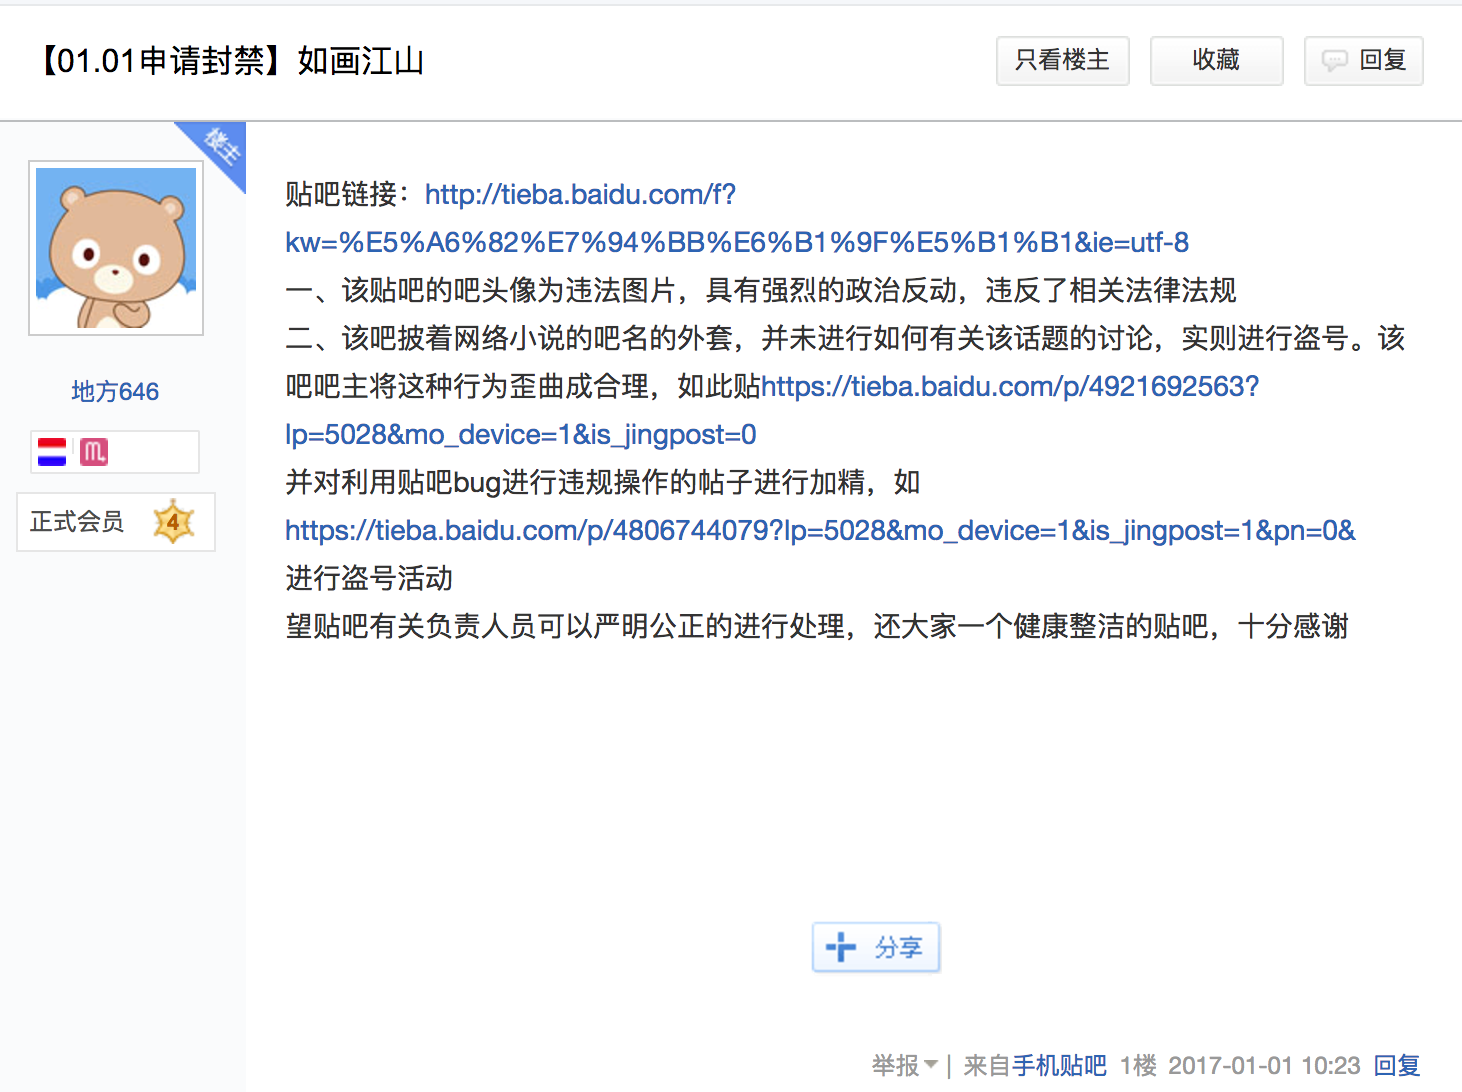 【01.01申请封禁】如画江山
只看楼主
收藏
回复
楼主
地方646
正式会员
4
贴吧链接：http://tieba.baidu.com/f?
kw=%E5%A6%82%E7%94%BB%E6%B1%9F%E5%B1%B1&ie=utf-8
一、该贴吧的吧头像为违法图片，具有强烈的政治反动，违反了相关法律法规
二、该吧披着网络小说的吧名的外套，并未进行如何有关该话题的讨论，实则进行盗号。该
吧吧主将这种行为歪曲成合理，如此贴https://tieba.baidu.com/p/4921692563?
lp=5028&mo_device=1&is_jingpost=0
并对利用贴吧bug进行违规操作的帖子进行加精，如
https://tieba.baidu.com/p/4806744079?lp=5028&mo_device=1&is_jingpost=1&pn=0&
进行盗号活动
望贴吧有关负责人员可以严明公正的进行处理，还大家一个健康整洁的贴吧，十分感谢
分享
举报 | 来自手机贴吧 1楼 2017-01-01 10:23 回复